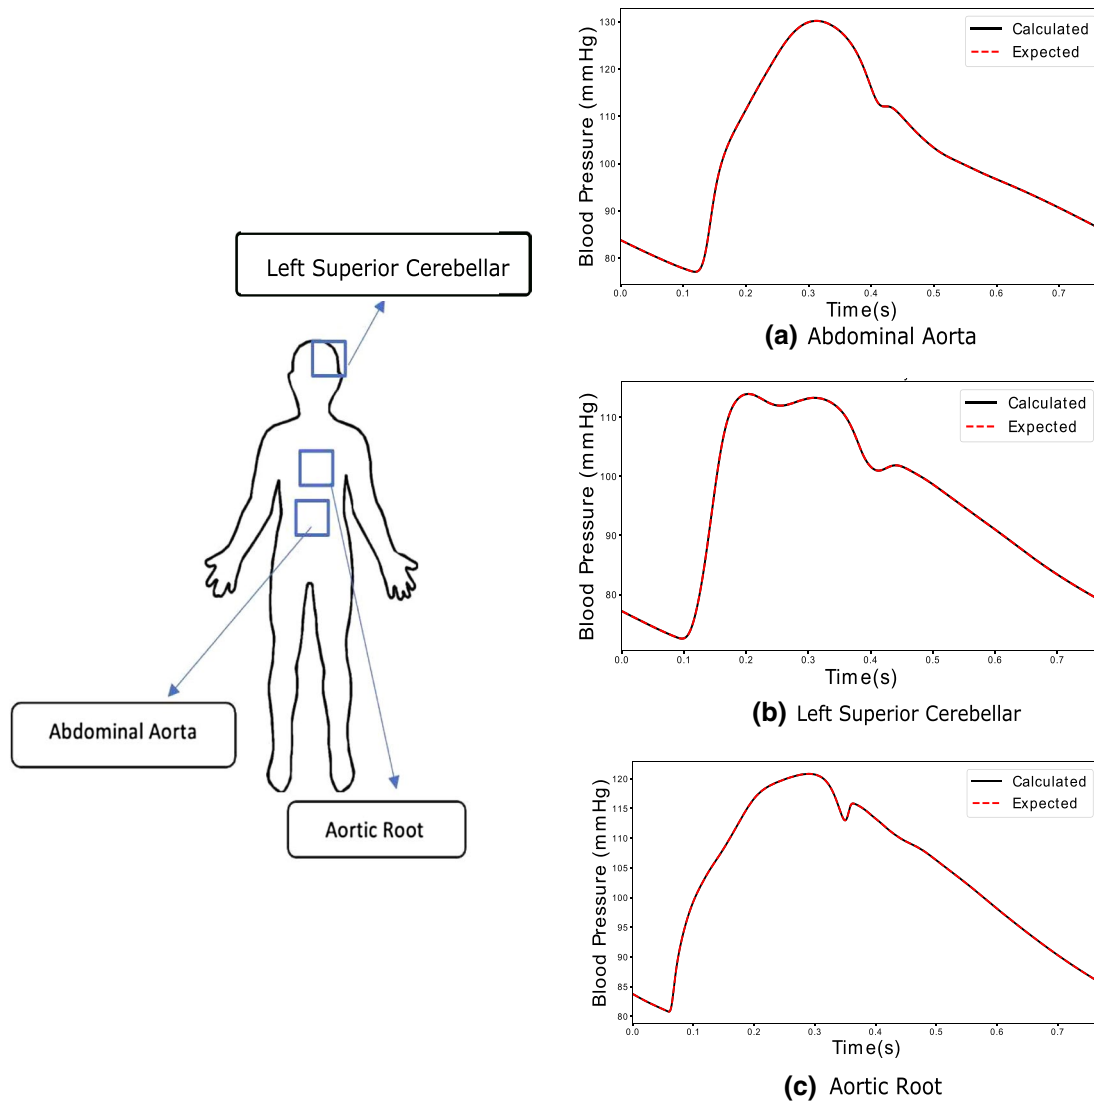 Left Superior Cerebellar
Abdominal Aorta
Aortic Root
Blood Pressure (mmHg)
130
120
110
100
90
80
Calculated
Expected
0.0 0.1 0.2 0.3 0.4 0.5 0.6 0.7
Time(s)
(a) Abdominal Aorta
Blood Pressure (mmHg)
110
100
90
80
Calculated
Expected
0.0 0.1 0.2 0.3 0.4 0.5 0.6 0.7
Time(s)
(b) Left Superior Cerebellar
Blood Pressure (mmHg)
120
115
110
105
100
95
90
85
80
Calculated
Expected
0.0 0.1 0.2 0.3 0.4 0.5 0.6 0.7
Time(s)
(c) Aortic Root